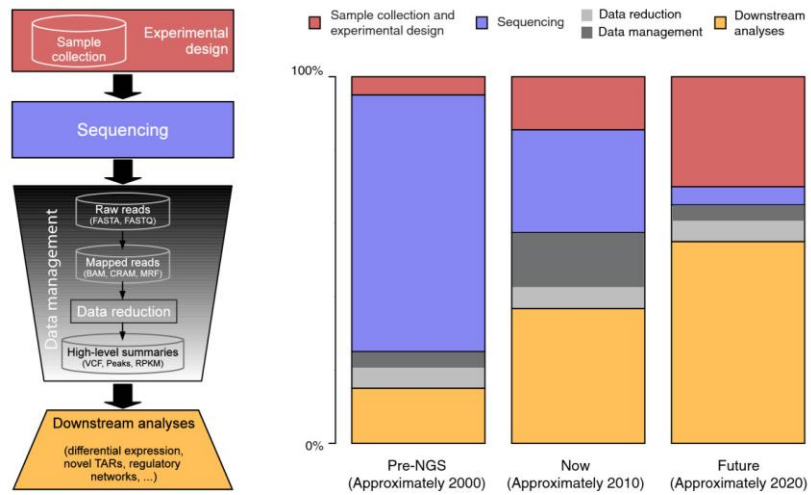 Sample
collection
Experimental
design
Sequencing
Data management
Raw reads
(FASTA, FASTQ)
Mapped reads
(BAM, CRAM, MRF)
Data reduction
High-level summaries
(VCF, Peaks, RPKM)
Downstream analyses
(differential expression,
novel TARs, regulatory
networks, ...)
Sample collection and
experimental design
Sequencing
Data reduction
Data management
Downstream
analyses
100%
0%
Pre-NGS
(Approximately 2000)
Now
(Approximately 2010)
Future
(Approximately 2020)